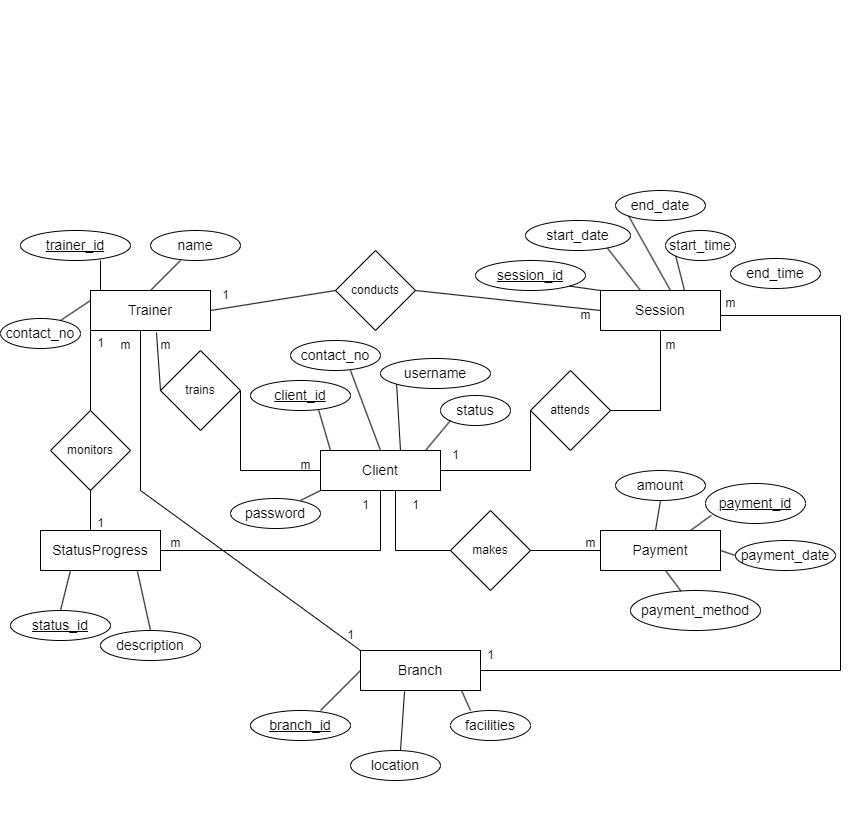 end_date
start_date
trainer_id
name
start_time
session_id
end_time
conducts
1
m
Trainer
m
Session
contact_no
1
m
m
m
contact_no
username
trains
client_id
status
attends
monitors
1
m
Client
amount
1
1
payment_id
password
1
m
m
StatusProgress
makes
Payment
payment_date
payment_method
status_id
1
description
1
Branch
branch_id
facilities
location